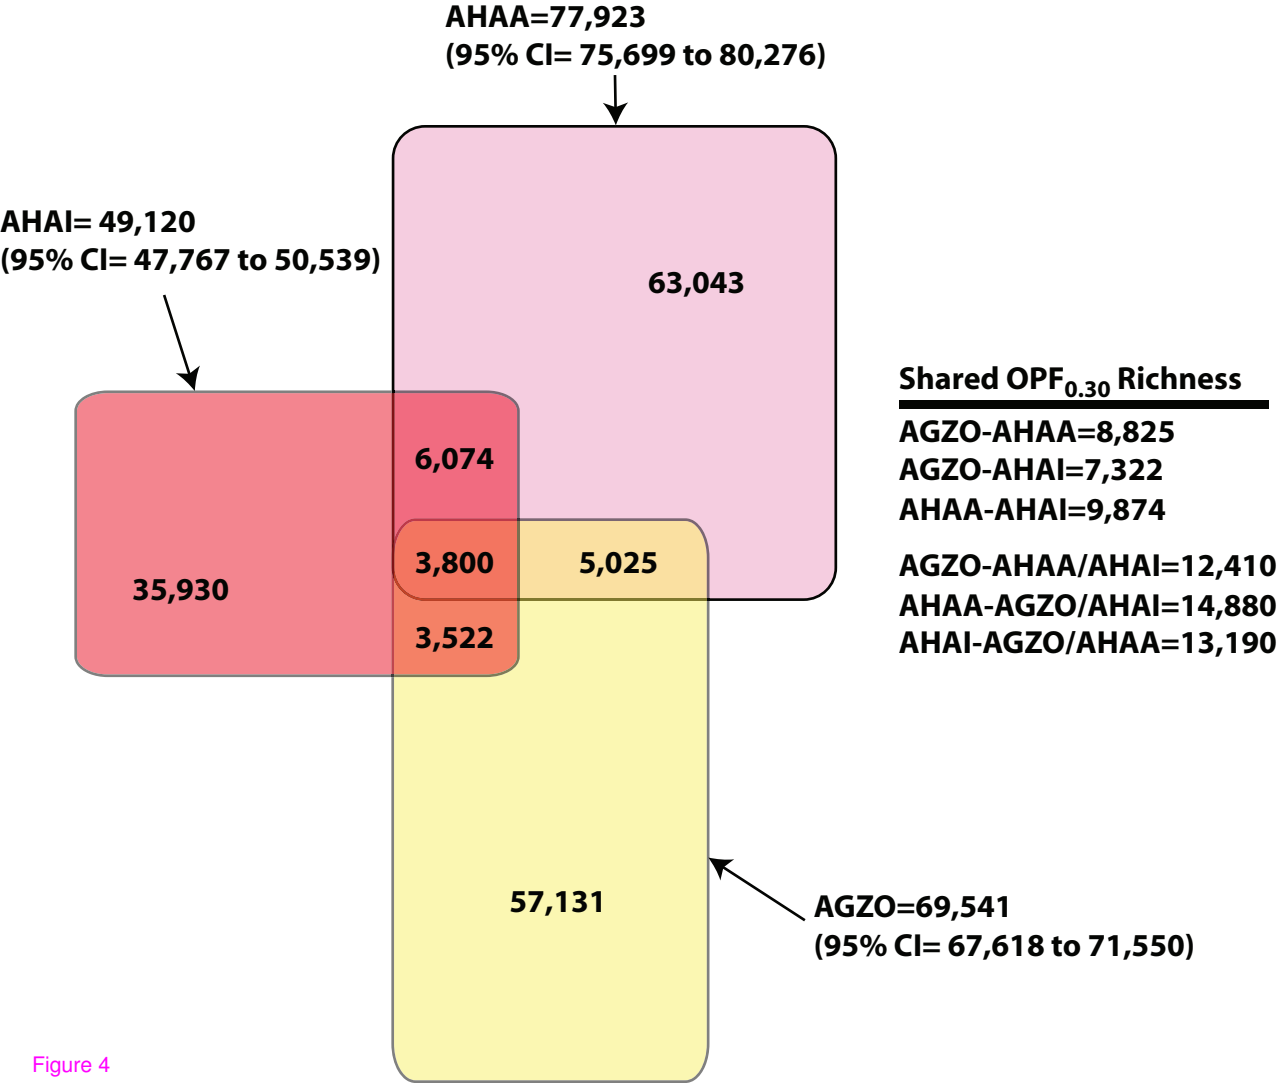 AHAA=77,923
(95% CI= 75,699 to 80,276)
AHAI= 49,120
(95% CI= 47,767 to 50,539)
63,043
6,074
3,800
5,025
35,930
3,522
57,131
Shared OPF0.30 Richness
AGZO-AHAA=8,825
AGZO-AHAI=7,322
AHAA-AHAI=9,874
AGZO-AHAA/AHAI=12,410
AHAA-AGZO/AHAI=14,880
AHAI-AGZO/AHAA=13,190
AGZO=69,541
(95% CI= 67,618 to 71,550)
Figure 4